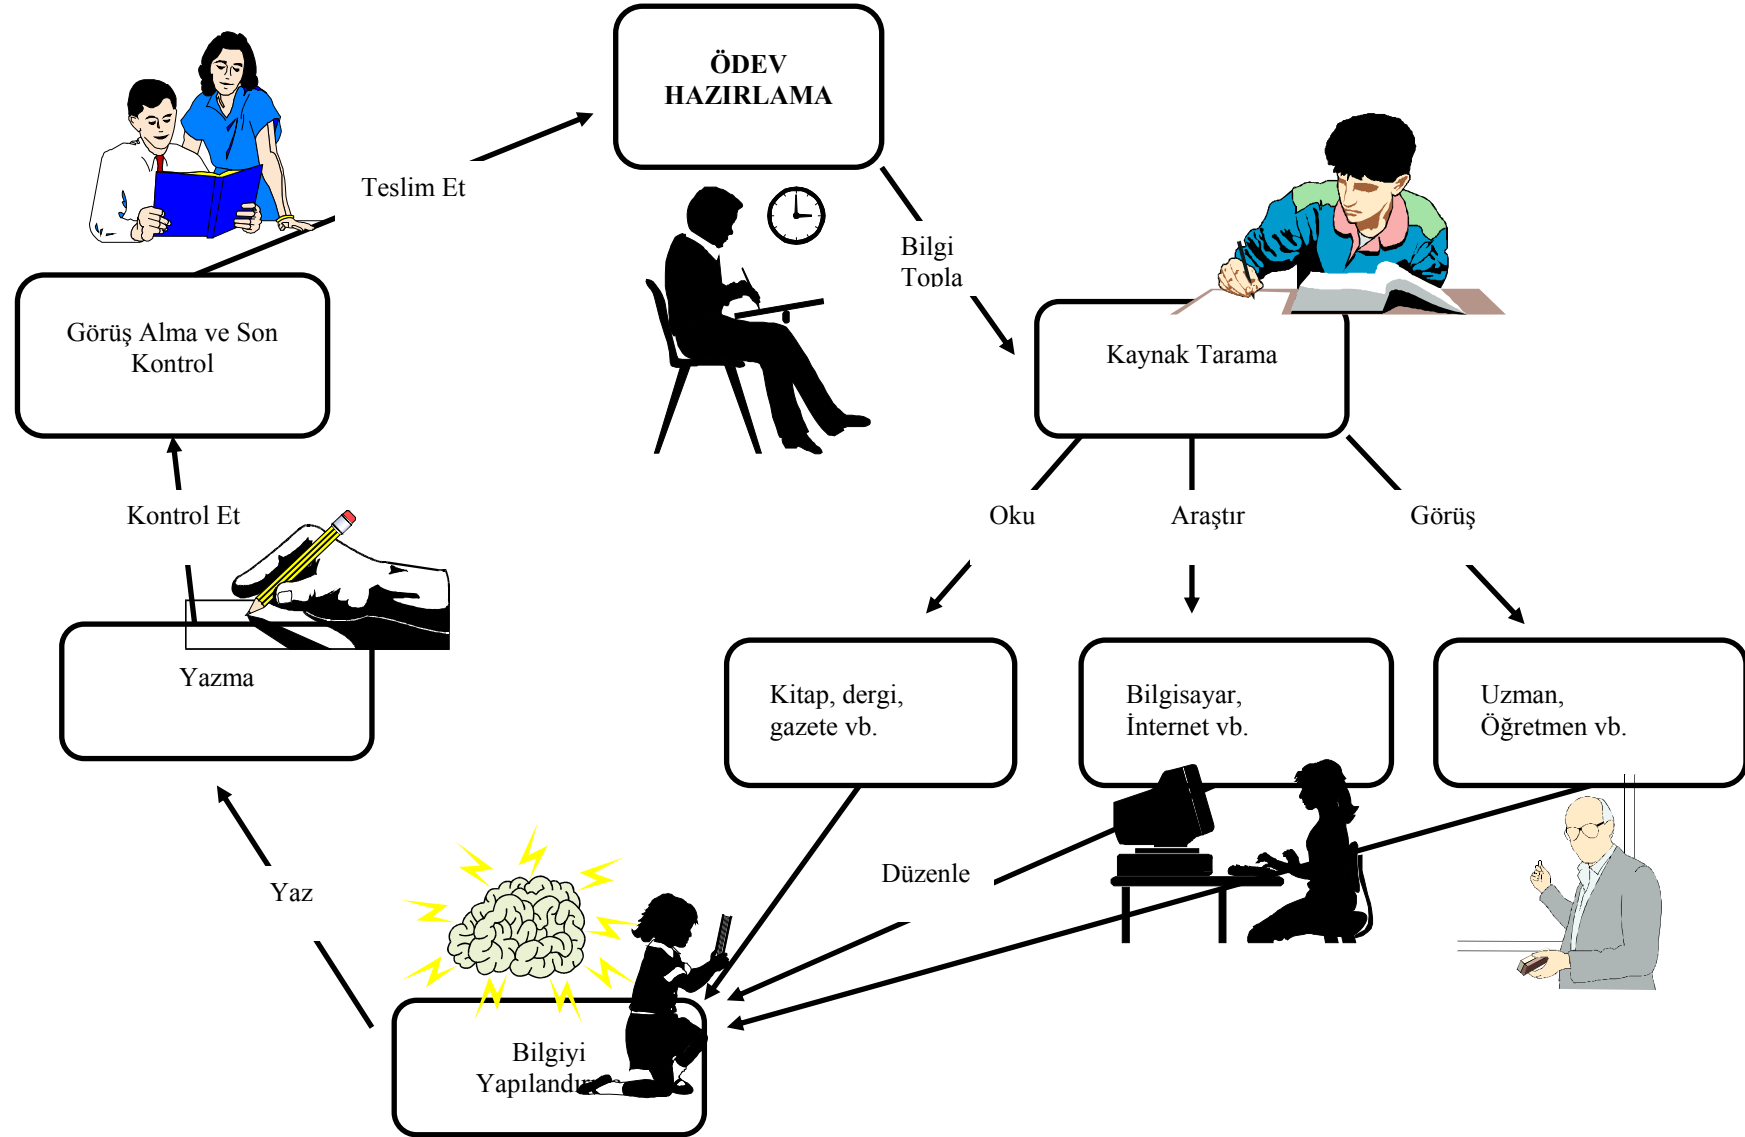 ÖDEV
HAZIRLAMA
Teslim Et
Bilgi
Topla
Görüş Alma ve Son
Kontrol
Kaynak Tarama
Kontrol Et
Oku
Araştır
Görüş
Yazma
Kitap, dergi,
gazete vb.
Bilgisayar,
İnternet vb.
Uzman,
Öğretmen vb.
Düzenle
Yaz
Bilgiyi